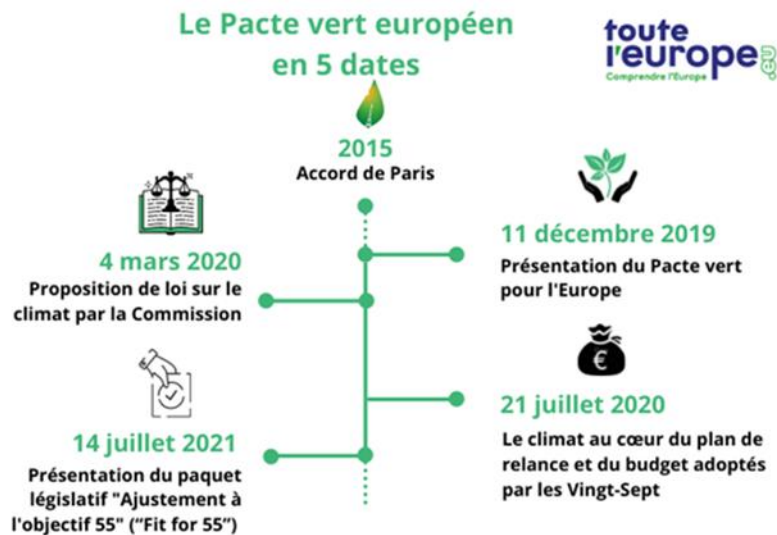 Le Pacte vert européen
en 5 dates
toute
l'europe.eu
Comprendre l'Europe
2015
Accord de Paris
11 décembre 2019
Présentation du Pacte vert
pour l'Europe
4 mars 2020
Proposition de loi sur le
climat par la Commission
€
21 juillet 2020
Le climat au cœur du plan de
relance et du budget adoptés
par les Vingt-Sept
14 juillet 2021
Présentation du paquet
législatif "Ajustement à
l'objectif 55" (“Fit for 55”)